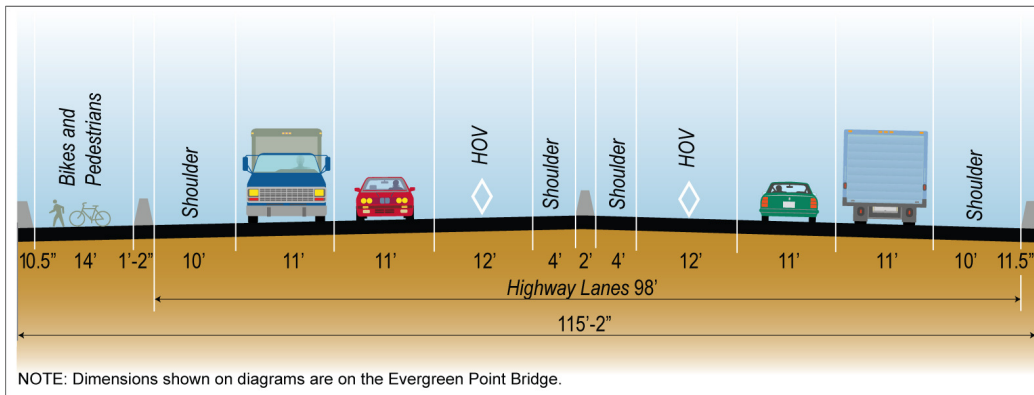 Bikes and
Pedestrians
Shoulder
HOV
Shoulder
Shoulder
HOV
Shoulder
10.5” 14’ 1’-2” 10’ 11’ 11’ 12’ 4’ 2’ 4’ 12’ 11’ 11’ 10’ 11.5”
Highway Lanes 98’
115’-2”
NOTE: Dimensions shown on diagrams are on the Evergreen Point Bridge.